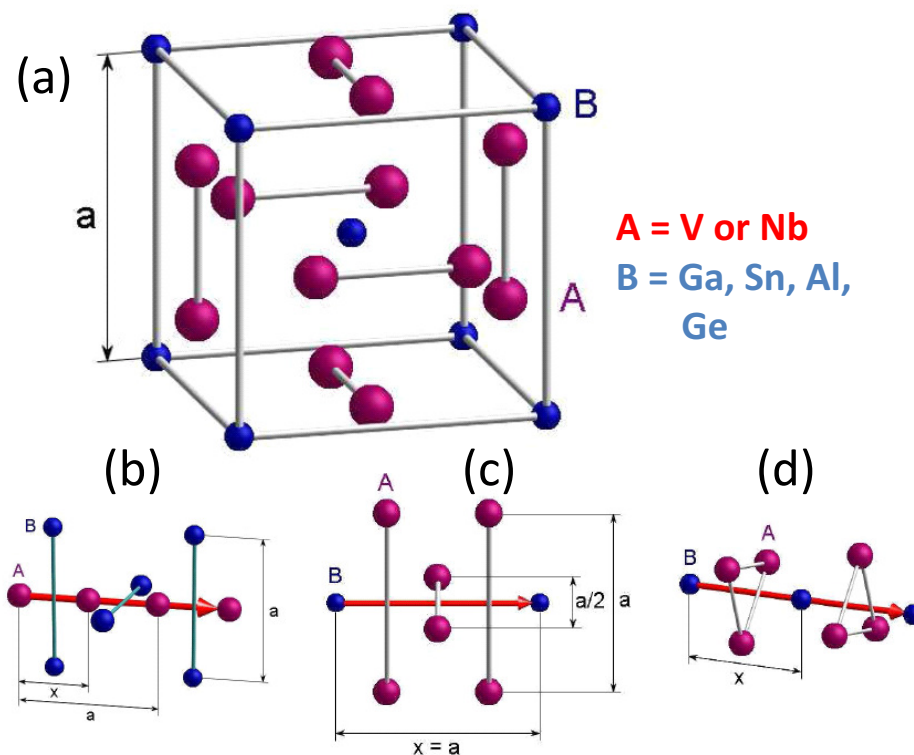 (a)
B
a
A = V or Nb
B = Ga, Sn, Al,
Ge
A
(b)
(c)
(d)
A
B
A
a
x
a
B
a/2
a
x = a
A
B
x